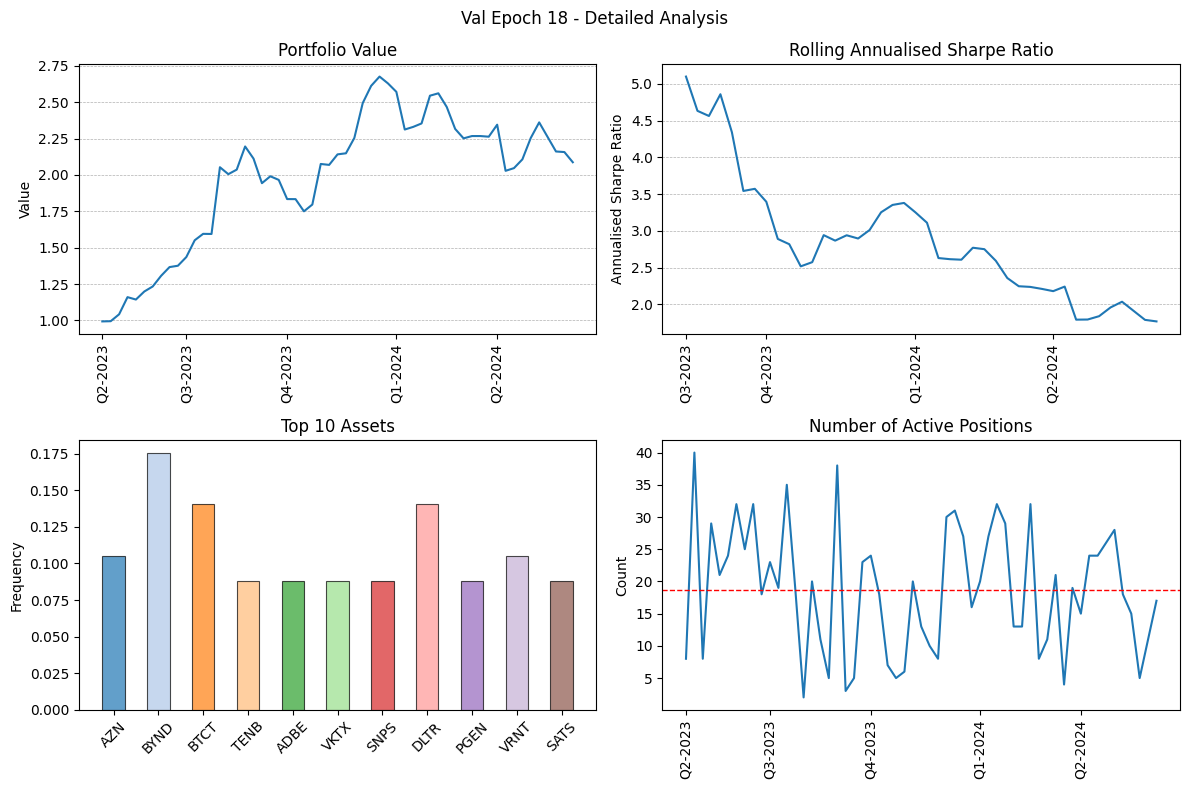 Val Epoch 18 - Detailed Analysis
Portfolio Value
Value
2.75
2.50
2.25
2.00
1.75
1.50
1.25
1.00
Q2-2023
Q3-2023
Q4-2023
Q1-2024
Q2-2024
Rolling Annualised Sharpe Ratio
Annualised Sharpe Ratio
5.0
4.5
4.0
3.5
3.0
2.5
2.0
Q3-2023
Q4-2023
Q1-2024
Q2-2024
Top 10 Assets
Frequency
0.175
0.150
0.125
0.100
0.075
0.050
0.025
0.000
AZN
BYND
BTCT
TENB
ADBE
VKTX
SNPS
DLTR
PGEN
VRNT
SATS
Number of Active Positions
Count
40
35
30
25
20
15
10
5
Q2-2023
Q3-2023
Q4-2023
Q1-2024
Q2-2024